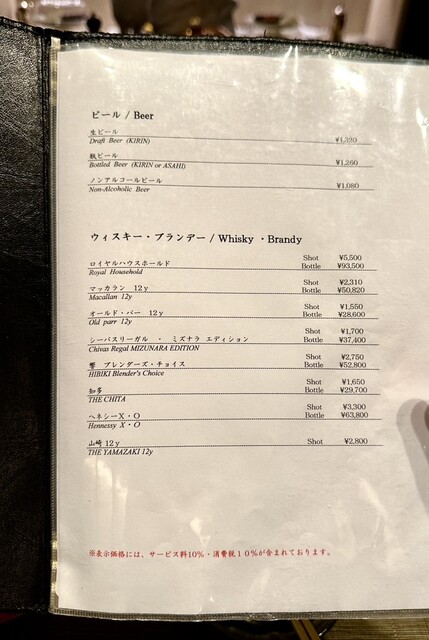 ビール / Beer
生ビール
Draft Beer (KIRIN) ¥1,320
瓶ビール
Bottled Beer (KIRIN or ASAHI) ¥1,260
ノンアルコールビール
Non-Alcoholic Beer ¥1,080
ウィスキー・ブランデー / Whisky ・Brandy
ロイヤルハウスホールド Shot ¥5,500
Royal Household Bottle ¥93,500
マッカラン 12y Shot ¥2,310
Macallan 12y Bottle ¥50,820
オールド・パー 12y Shot ¥1,550
Old parr 12y Bottle ¥28,600
シーバスリーガル ・ ミズナラ エディション Shot ¥1,700
Chivas Regal MIZUNARA EDITION Bottle ¥37,400
響 ブレンダーズ・チョイス Shot ¥2,750
HIBIKI Blender's Choice Bottle ¥52,800
知多 Shot ¥1,650
THE CHITA Bottle ¥29,700
ヘネシーX・O Shot ¥3,300
Hennessy X・O Bottle ¥63,800
山崎12y Shot ¥2,800
THE YAMAZAKI 12y
※表示価格には、サービス料10%・消費税10%が含まれております。